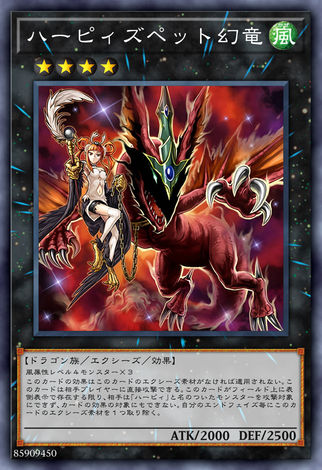 ハーピィズペット幻竜
風
【ドラゴン族／エクシーズ／効果】
風属性レベル4モンスター×3
このカードの効果はこのカードのエクシーズ素材がなければ適用されない。こ
のカードは相手プレイヤーに直接攻撃できる。このカードがフィールド上に表
側表示で存在する限り、相手は「ハーピィ」と名のついたモンスターを攻撃対象
にできず、カードの効果の対象にもできない。自分のエンドフェイズ毎にこのカ
ードのエクシーズ素材を1つ取り除く。
ATK/2000 DEF/2500
85909450